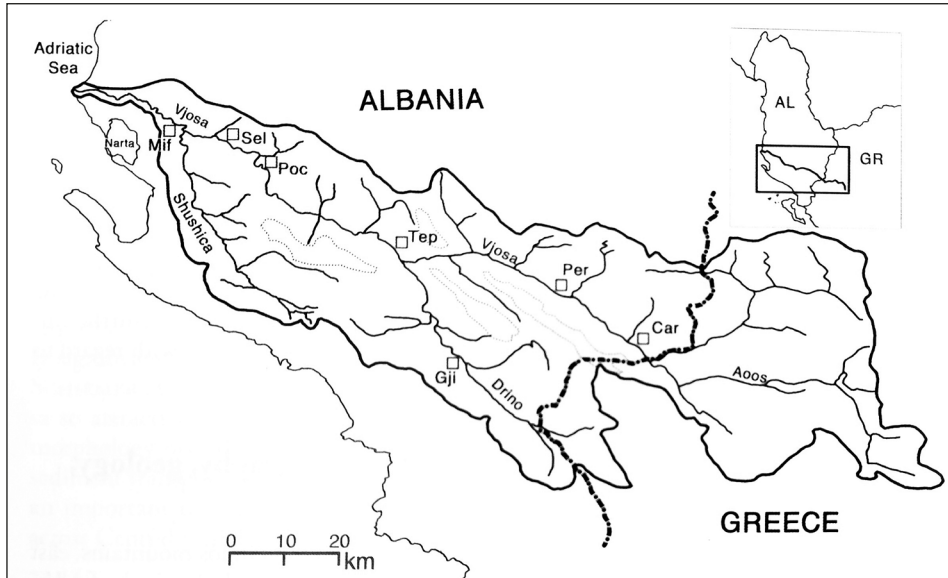 Adriatic
Sea
ALBANIA
AL
GR
Vjosa
Narta
Mif
Sel
Poc
Shushica
Tep
Vjosa
Per
Car
Gji
Drino
Aoos
0 10 20
km
GREECE